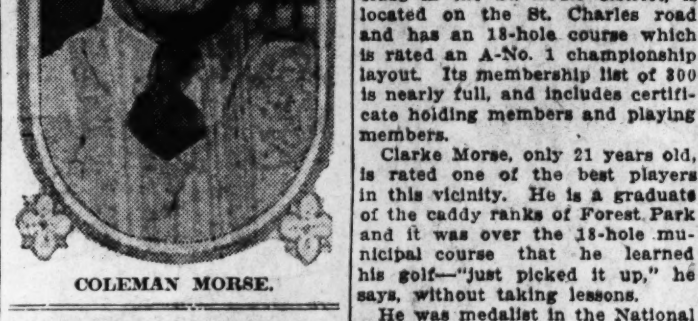 COLEMAN MORSE.
located on the St. Charles road
and has an 18-hole course which
is rated an A-No. 1 championship
layout. Its membership list of 800
is nearly full, and includes certifi-
cate holding members and playing
members.
Clarke Morse, only 21 years old,
is rated one of the best players
in this vicinity. He is a graduate
of the caddy ranks of Forest Park
and it was over the 18-hole mu-
nicipal course that he learned
his golf—"just picked it up," he
says, without taking lessons.
He was medalist in the National